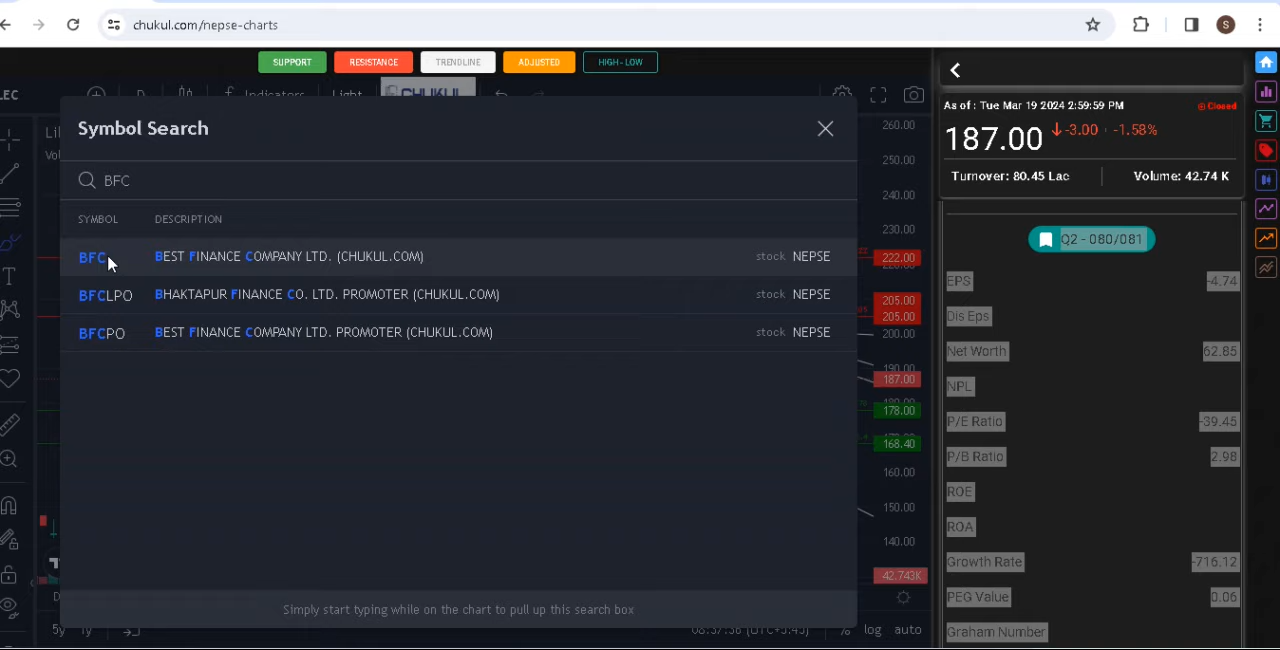 chukul.com/nepse-charts
S
SUPPORT RESISTANCE TRENDLINE ADJUSTED HIGH-LOW
LEC D Indicators Light CHUKUL
Symbol Search
BFC
SYMBOL DESCRIPTION
BFC BEST FINANCE COMPANY LTD. (CHUKUL.COM) stock NEPSE
BFCLPO BHAKTAPUR FINANCE CO. LTD. PROMOTER (CHUKUL.COM) stock NEPSE
BFCPO BEST FINANCE COMPANY LTD. PROMOTER (CHUKUL.COM) stock NEPSE
Simply start typing while on the chart to pull up this search box
260.00
250.00
240.00
230.00
222.00
205.00
205.00
200.00
190.00
187.00
178.00
168.40
160.00
150.00
140.00
42.743K
5y 1y
% log auto
As of : Tue Mar 19 2024 2:59:59 PM Closed
187.00 -3.00 -1.58%
Turnover: 80.45 Lac Volume: 42.74 K
Q2 - 080/081
EPS -4.74
Dis Eps
Net Worth 62.85
NPL
P/E Ratio -39.45
P/B Ratio 2.98
ROE
ROA
Growth Rate -716.12
PEG Value 0.06
Graham Number